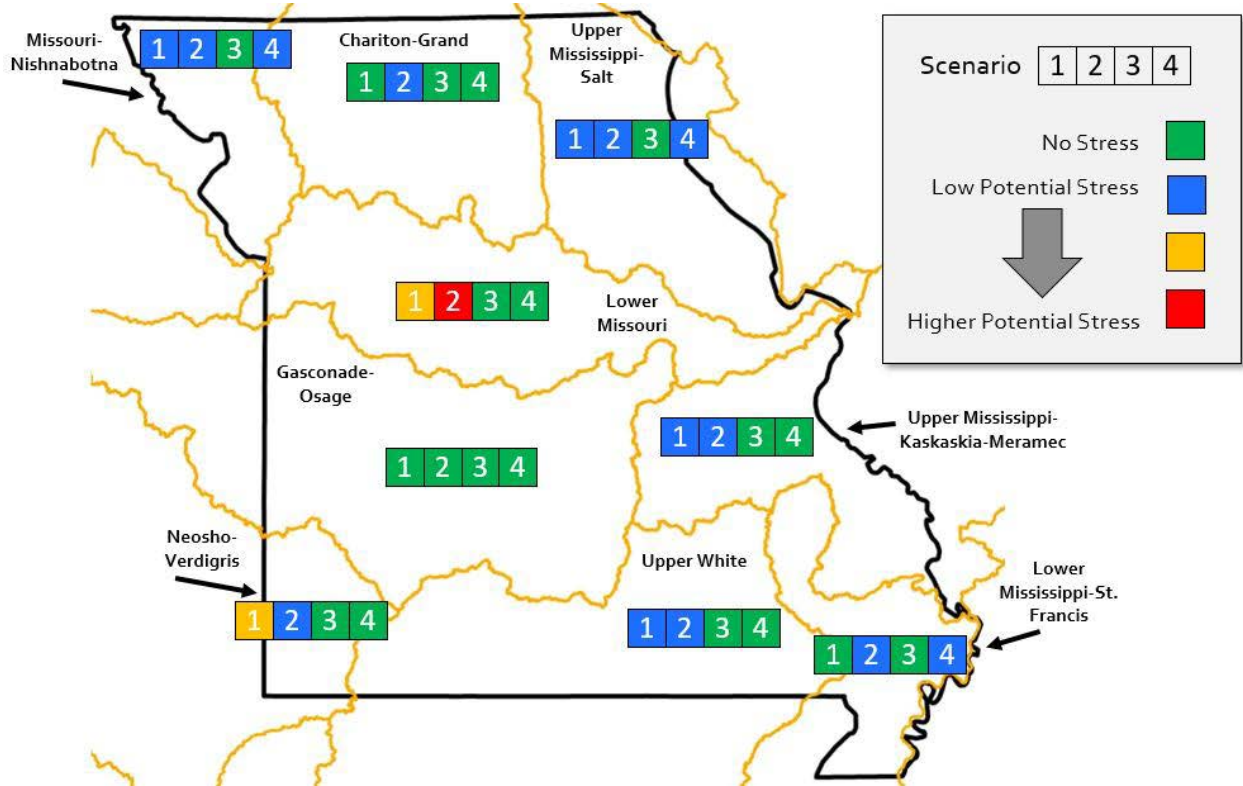 Missouri-
Nishnabotna
1 2 3 4
Chariton-Grand
1 2 3 4
Upper
Mississippi-
Salt
1 2 3 4
Scenario 1 2 3 4
No Stress
Low Potential Stress
Higher Potential Stress
1 2 3 4
Lower
Missouri
Gasconade-
Osage
1 2 3 4
1 2 3 4
Upper Mississippi-
Kaskaskia-Meramec
Neosho-
Verdigris
1 2 3 4
Upper White
1 2 3 4
Lower
Mississippi-St.
Francis
1 2 3 4